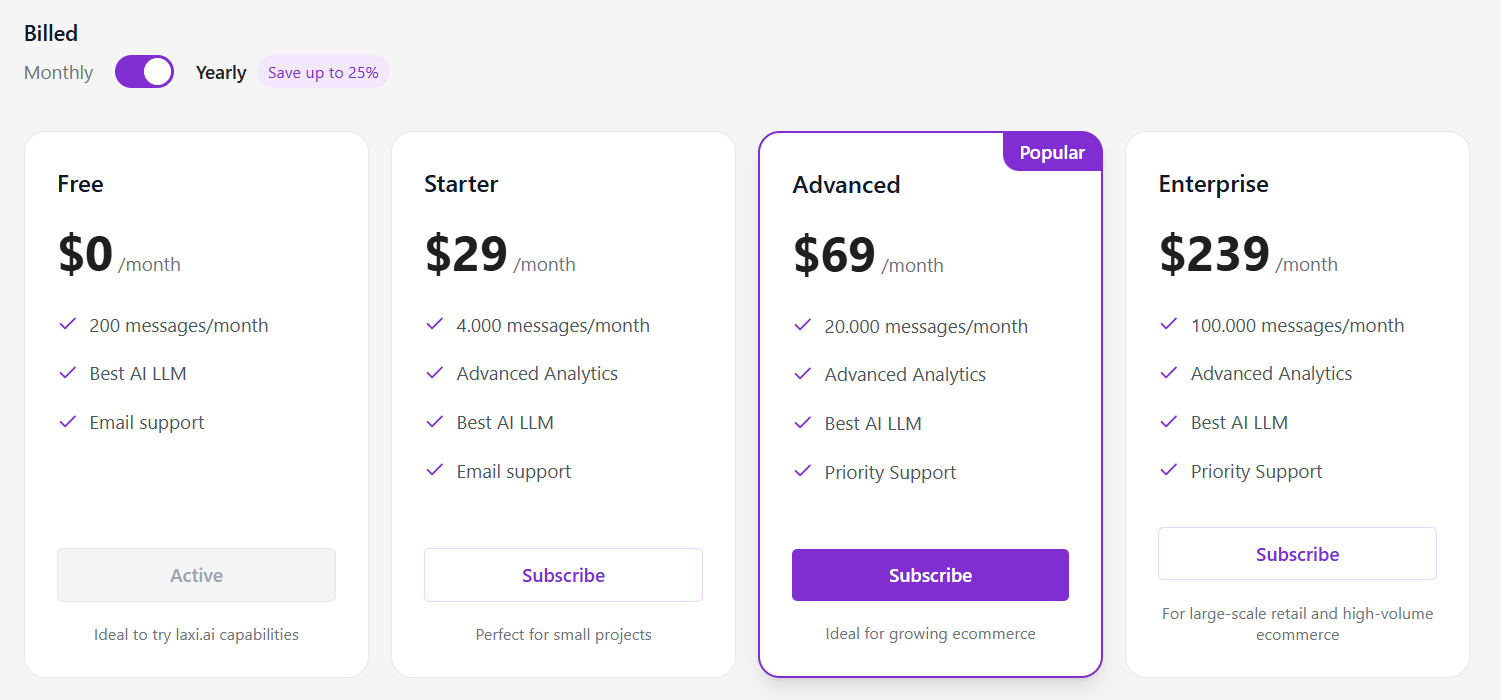 Billed
Monthly Yearly Save up to 25%
Free
$0 /month
200 messages/month
Best AI LLM
Email support
Active
Ideal to try laxi.ai capabilities
Starter
$29 /month
4.000 messages/month
Advanced Analytics
Best AI LLM
Email support
Subscribe
Perfect for small projects
Popular
Advanced
$69 /month
20.000 messages/month
Advanced Analytics
Best AI LLM
Priority Support
Subscribe
Ideal for growing ecommerce
Enterprise
$239 /month
100.000 messages/month
Advanced Analytics
Best AI LLM
Priority Support
Subscribe
For large-scale retail and high-volume
ecommerce